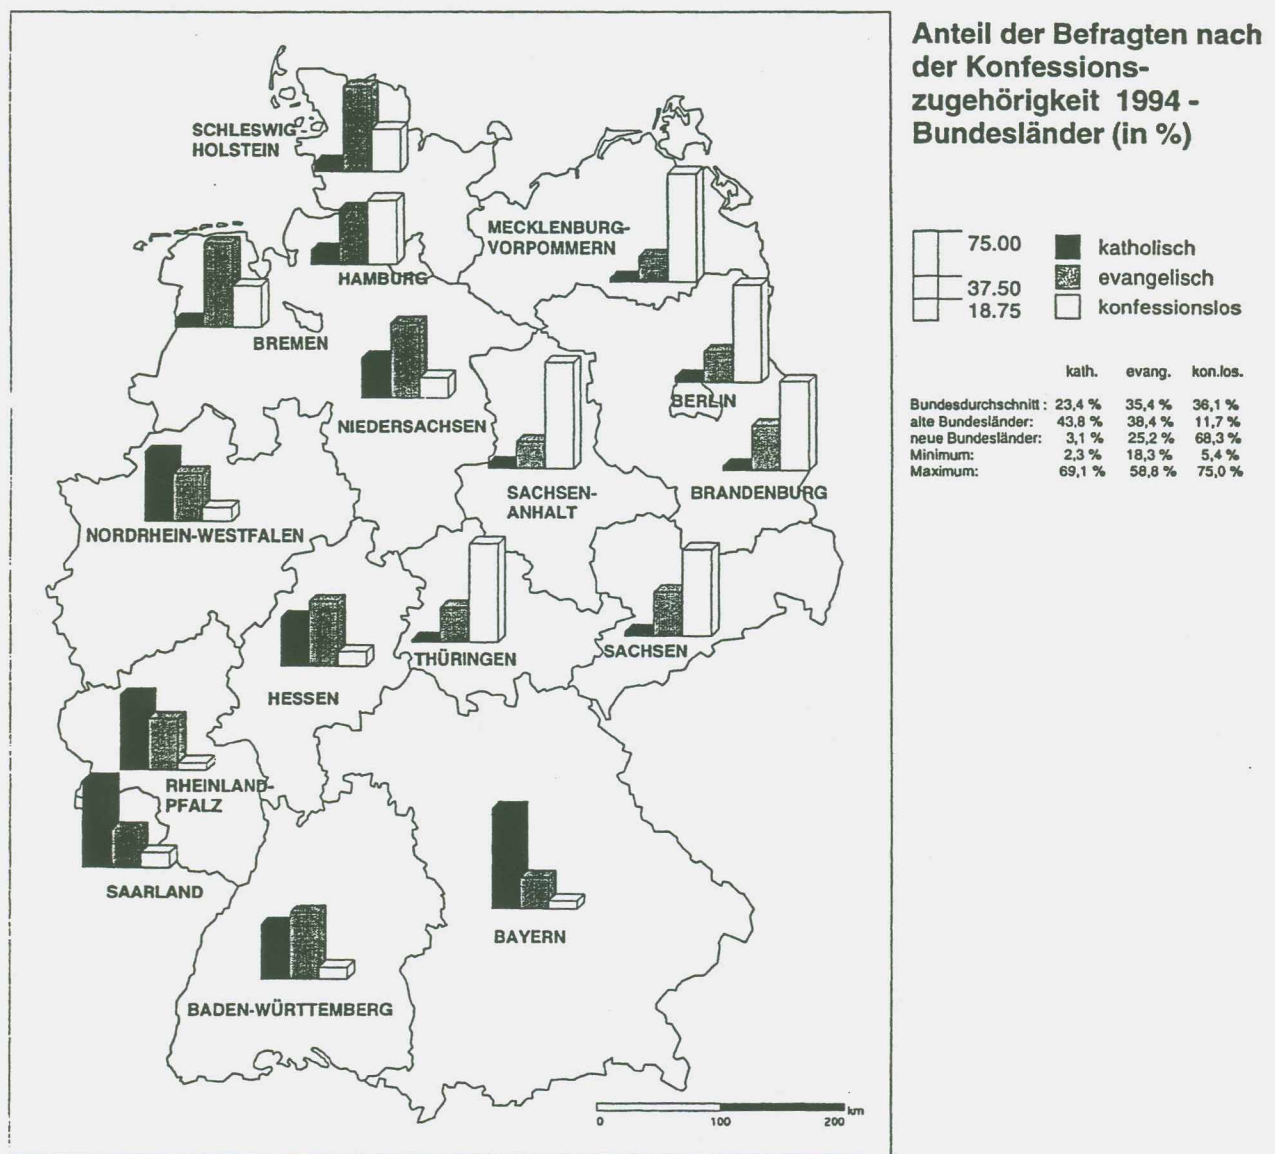 Anteil der Befragten nach
der Konfessions-
zugehörigkeit 1994 -
Bundesländer (in %)
SCHLESWIG-
HOLSTEIN
MECKLENBURG-
VORPOMMERN
HAMBURG
BREMEN
NIEDERSACHSEN
BERLIN
BRANDENBURG
SACHSEN-
ANHALT
NORDRHEIN-WESTFALEN
THÜRINGEN
SACHSEN
HESSEN
RHEINLAND-
PFALZ
SAARLAND
BAYERN
BADEN-WÜRTTEMBERG
0 100 200 km
75.00
37.50
18.75
katholisch
evangelisch
konfessionslos
kath. evang. kon.los.
Bundesdurchschnitt : 23,4 % 35,4 % 36,1 %
alte Bundesländer: 43,8 % 38,4 % 11,7 %
neue Bundesländer: 3,1 % 25,2 % 68,3 %
Minimum: 2,3 % 18,3 % 5,4 %
Maximum: 69,1 % 58,8 % 75,0 %